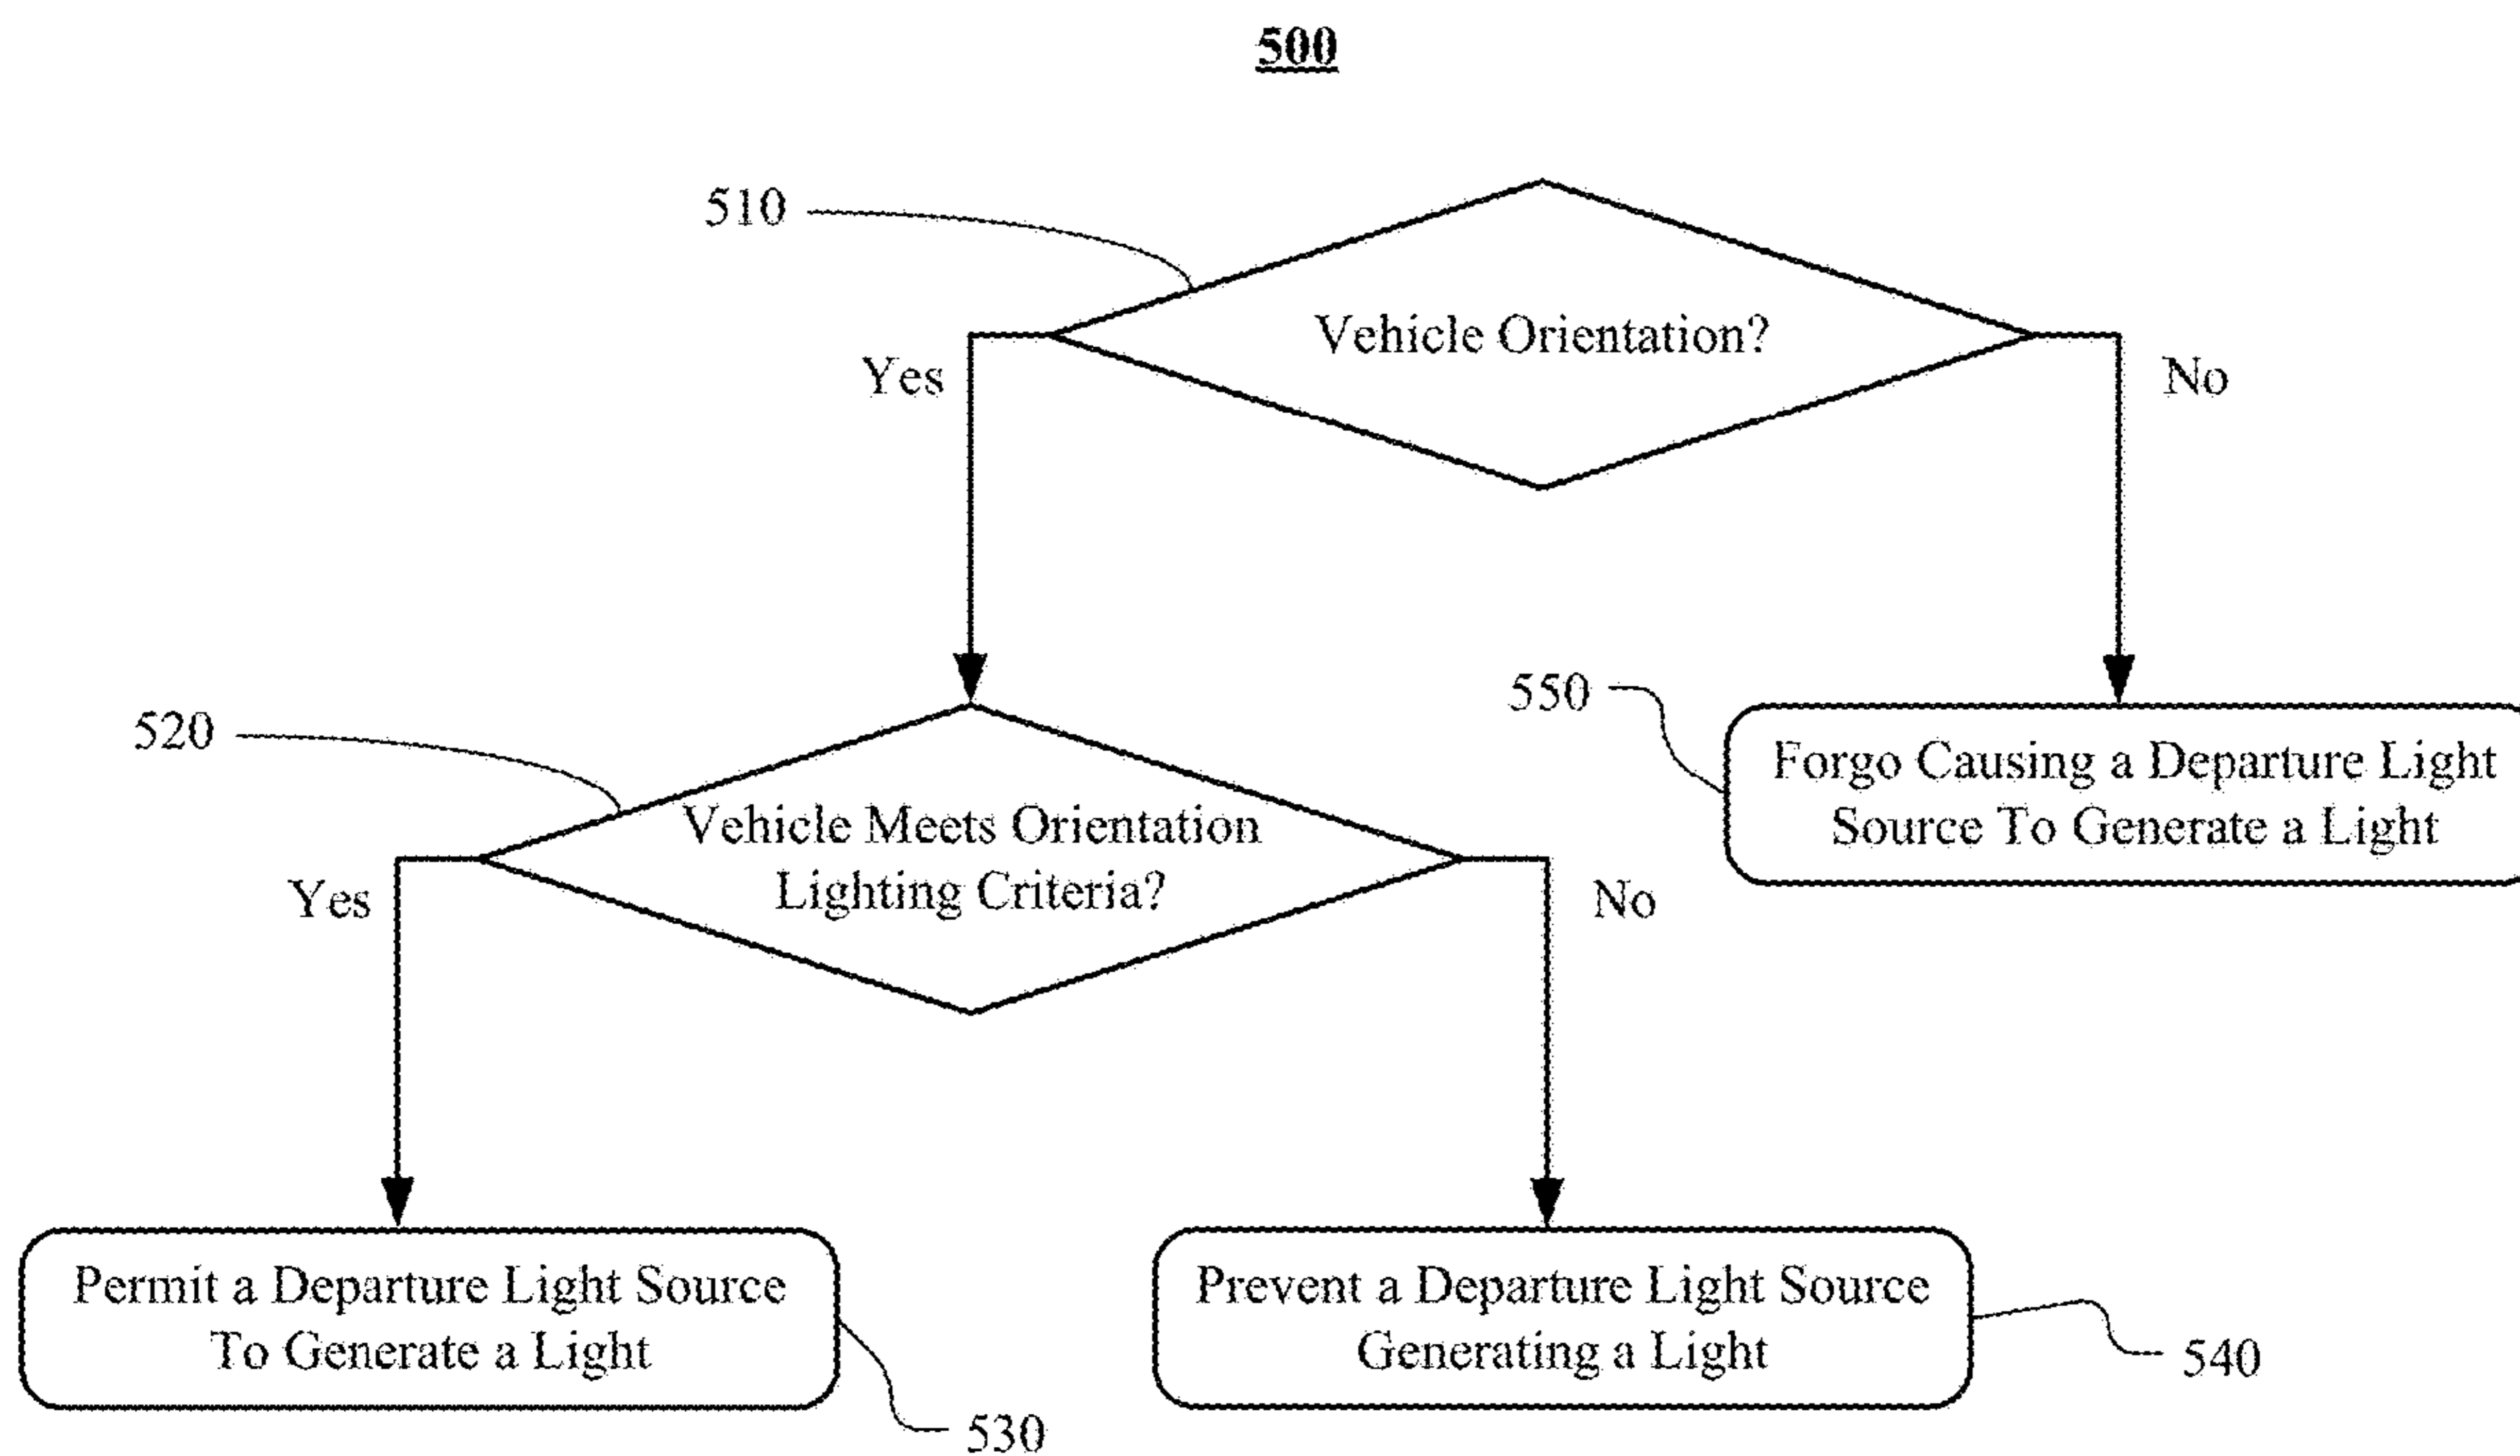 500
510
Vehicle Orientation?
Yes
No
520
Vehicle Meets Orientation
Lighting Criteria?
550
Forgo Causing a Departure Light
Source To Generate a Light
Yes
No
Permit a Departure Light Source
To Generate a Light
530
Prevent a Departure Light Source
Generating a Light
540